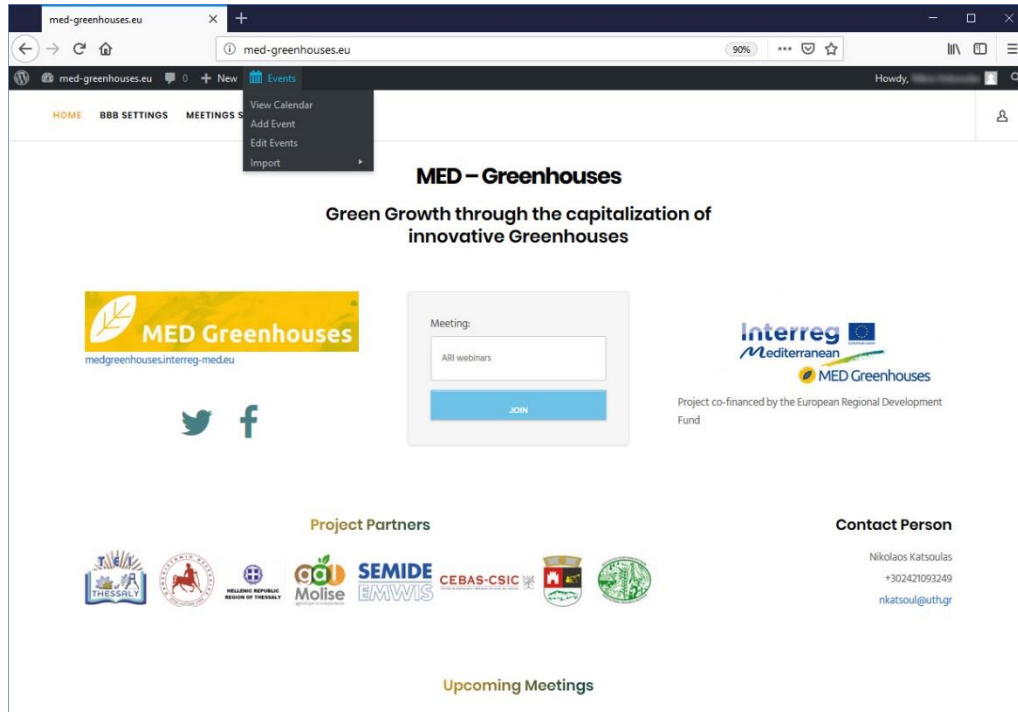 med-greenhouses.eu
med-greenhouses.eu
90%
med-greenhouses.eu 0 + New Events
Howdy,
View Calendar
Add Event
Edit Events
Import
HOME BBB SETTINGS MEETINGS S
MED – Greenhouses
Green Growth through the capitalization of
innovative Greenhouses
MED Greenhouses
medgreenhouses.interreg-med.eu
Meeting:
ARI webinars
JOIN
Interreg
Mediterranean
MED Greenhouses
Project co-financed by the European Regional Development
Fund
Project Partners
THESSALY
HELLENIC REPUBLIC
REGION OF THESSALY
gal
Molise
SEMIDE
EMWIS
CEBAS-CSIC
Contact Person
Nikolaos Katsoulas
+302421093249
nkatsoul@uth.gr
Upcoming Meetings